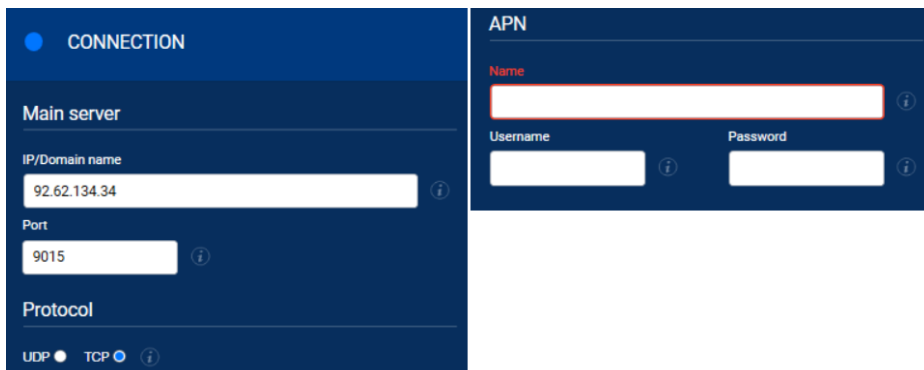 CONNECTION
Main server
IP/Domain name
92.62.134.34
Port
9015
Protocol
UDP TCP
APN
Name
Username Password